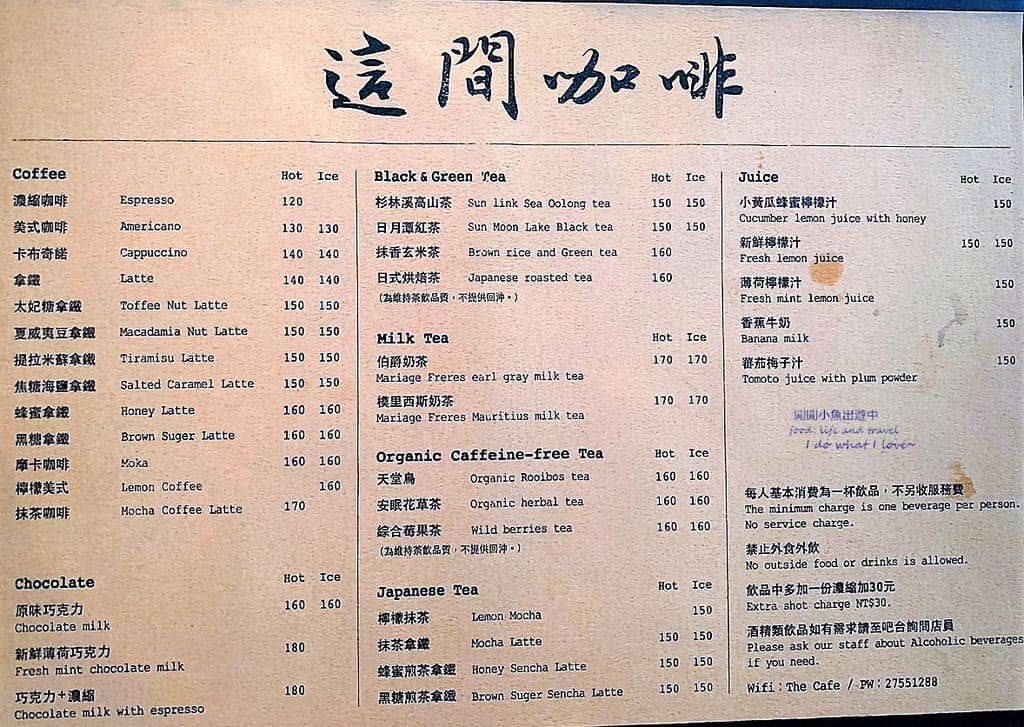 這間咖啡
Coffee Hot Ice
濃縮咖啡 Espresso 120
美式咖啡 Americano 130 130
卡布奇諾 Cappuccino 140 140
拿鐵 Latte 140 140
太妃糖拿鐵 Toffee Nut Latte 150 150
夏威夷豆拿鐵 Macadamia Nut Latte 150 150
提拉米蘇拿鐵 Tiramisu Latte 150 150
焦糖海鹽拿鐵 Salted Caramel Latte 150 150
蜂蜜拿鐵 Honey Latte 160 160
黑糖拿鐵 Brown Suger Latte 160 160
摩卡咖啡 Moka 160 160
檸檬美式 Lemon Coffee 160
抹茶咖啡 Mocha Coffee Latte 170
Chocolate Hot Ice
原味巧克力 160 160
Chocolate milk
新鮮薄荷巧克力 180
Fresh mint chocolate milk
巧克力+濃縮 180
Chocolate milk with espresso
Black & Green Tea Hot Ice
杉林溪高山茶 Sun link Sea Oolong tea 150 150
日月潭紅茶 Sun Moon Lake Black tea 150 150
抹香玄米茶 Brown rice and Green tea 160
日式烘焙茶 Japanese roasted tea 160
(為維持茶飲品質，不提供回沖。)
Milk Tea Hot Ice
伯爵奶茶 170 170
Mariage Freres earl gray milk tea
模里西斯奶茶 170 170
Mariage Freres Mauritius milk tea
Organic Caffeine-free Tea Hot Ice
天堂鳥 Organic Rooibos tea 160 160
安眠花草茶 Organic herbal tea 160 160
綜合莓果茶 Wild berries tea 160 160
(為維持茶飲品質，不提供回沖。)
Japanese Tea Hot Ice
檸檬抹茶 Lemon Mocha 150
抹茶拿鐵 Mocha Latte 150 150
蜂蜜煎茶拿鐵 Honey Sencha Latte 150 150
黑糖煎茶拿鐵 Brown Suger Sencha Latte 150 150
Juice Hot Ice
小黃瓜蜂蜜檸檬汁 150
Cucumber lemon juice with honey
新鮮檸檬汁 150 150
Fresh lemon juice
薄荷檸檬汁 150
Fresh mint lemon juice
香蕉牛奶 150
Banana milk
蕃茄梅子汁 150
Tomoto juice with plum powder
閒閒小魚出遊中
food, life and travel
I do what I love~
每人基本消費為一杯飲品，不另收服務費
The minimum charge is one beverage per person.
No service charge.
禁止外食外飲
No outside food or drinks is allowed.
飲品中多加一份濃縮加30元
Extra shot charge NT$30.
酒精類飲品如有需求請至吧台詢問店員
Please ask our staff about Alcoholic beverages
if you need.
Wifi：The Cafe / PW：27551288